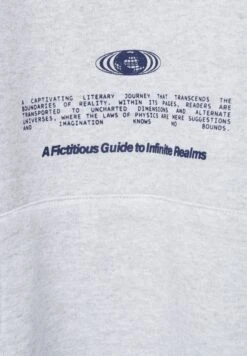 A CAPTIVATING LITERARY JOURNEY THAT TRANSCENDS THE
BOUNDARIES OF REALITY. WITHIN ITS PAGES, READERS ARE
TRANSPORTED TO UNCHARTED DIMENSIONS AND ALTERNATE
UNIVERSES, WHERE THE LAWS OF PHYSICS ARE MERE SUGGESTIONS
AND IMAGINATION KNOWS NO BOUNDS.
A Fictitious Guide to Infinite Realms